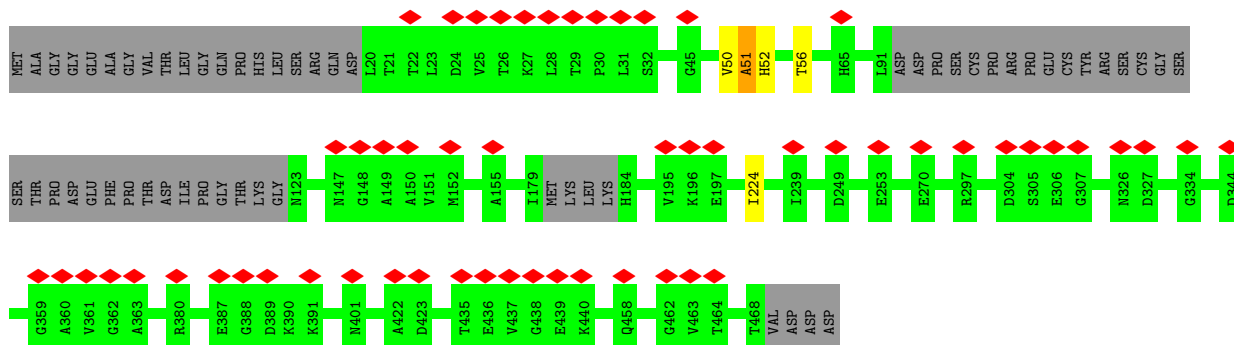 MET ALA GLY GLY GLU ALA GLY VAL THR LEU GLY GLN PRO HIS LEU SER ARG GLN ASP L20 T21 T22 L23 D24 V25 T26 K27 L28 T29 P30 L31 S32 G45 V50 A51 H52 T56 H65 L91 ASP ASP PRO SER CYS PRO ARG PRO GLU CYS TYR ARG SER CYS GLY SER
SER THR PRO ASP GLU PHE PRO THR ASP ILE PRO GLY THR LYS GLY N123 N147 G148 A149 A150 V151 M152 A155 I179 MET LYS LEU LYS H184 V195 K196 E197 I224 I239 D249 E253 E270 R297 D304 S305 E306 G307 N326 D327 G334 D344
G359 A360 V361 G362 A363 R380 E387 G388 D389 K390 K391 N401 A422 D423 T435 E436 V437 G438 E439 K440 Q458 G462 V463 T464 T468 VAL ASP ASP ASP